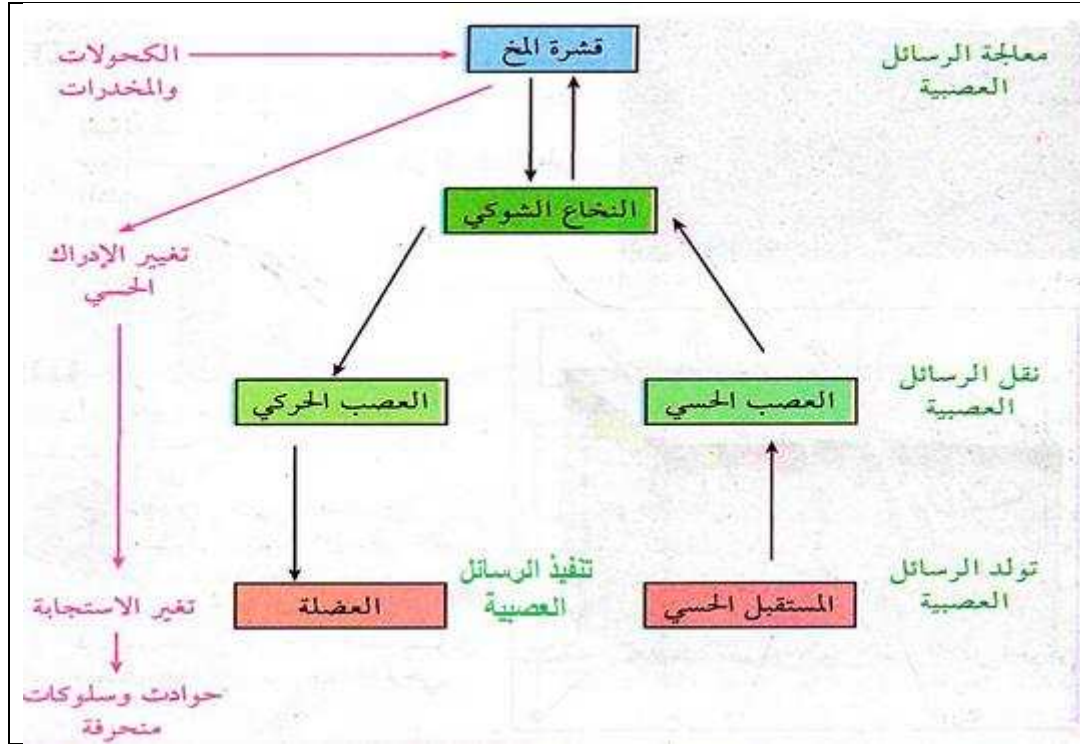 معالجة الرسائل
العصبية
قشرة المخ
الكحولات
والمخدرات
النخاع الشوكي
تغيير الإدراك
الحسي
نقل الرسائل
العصبية
العصب الحسي
العصب الحركي
تولد الرسائل
العصبية
المستقبل الحسي
تنفيذ الرسائل
العصبية
العضلة
تغير الاستجابة
حوادث وسلوكات
منحرفة